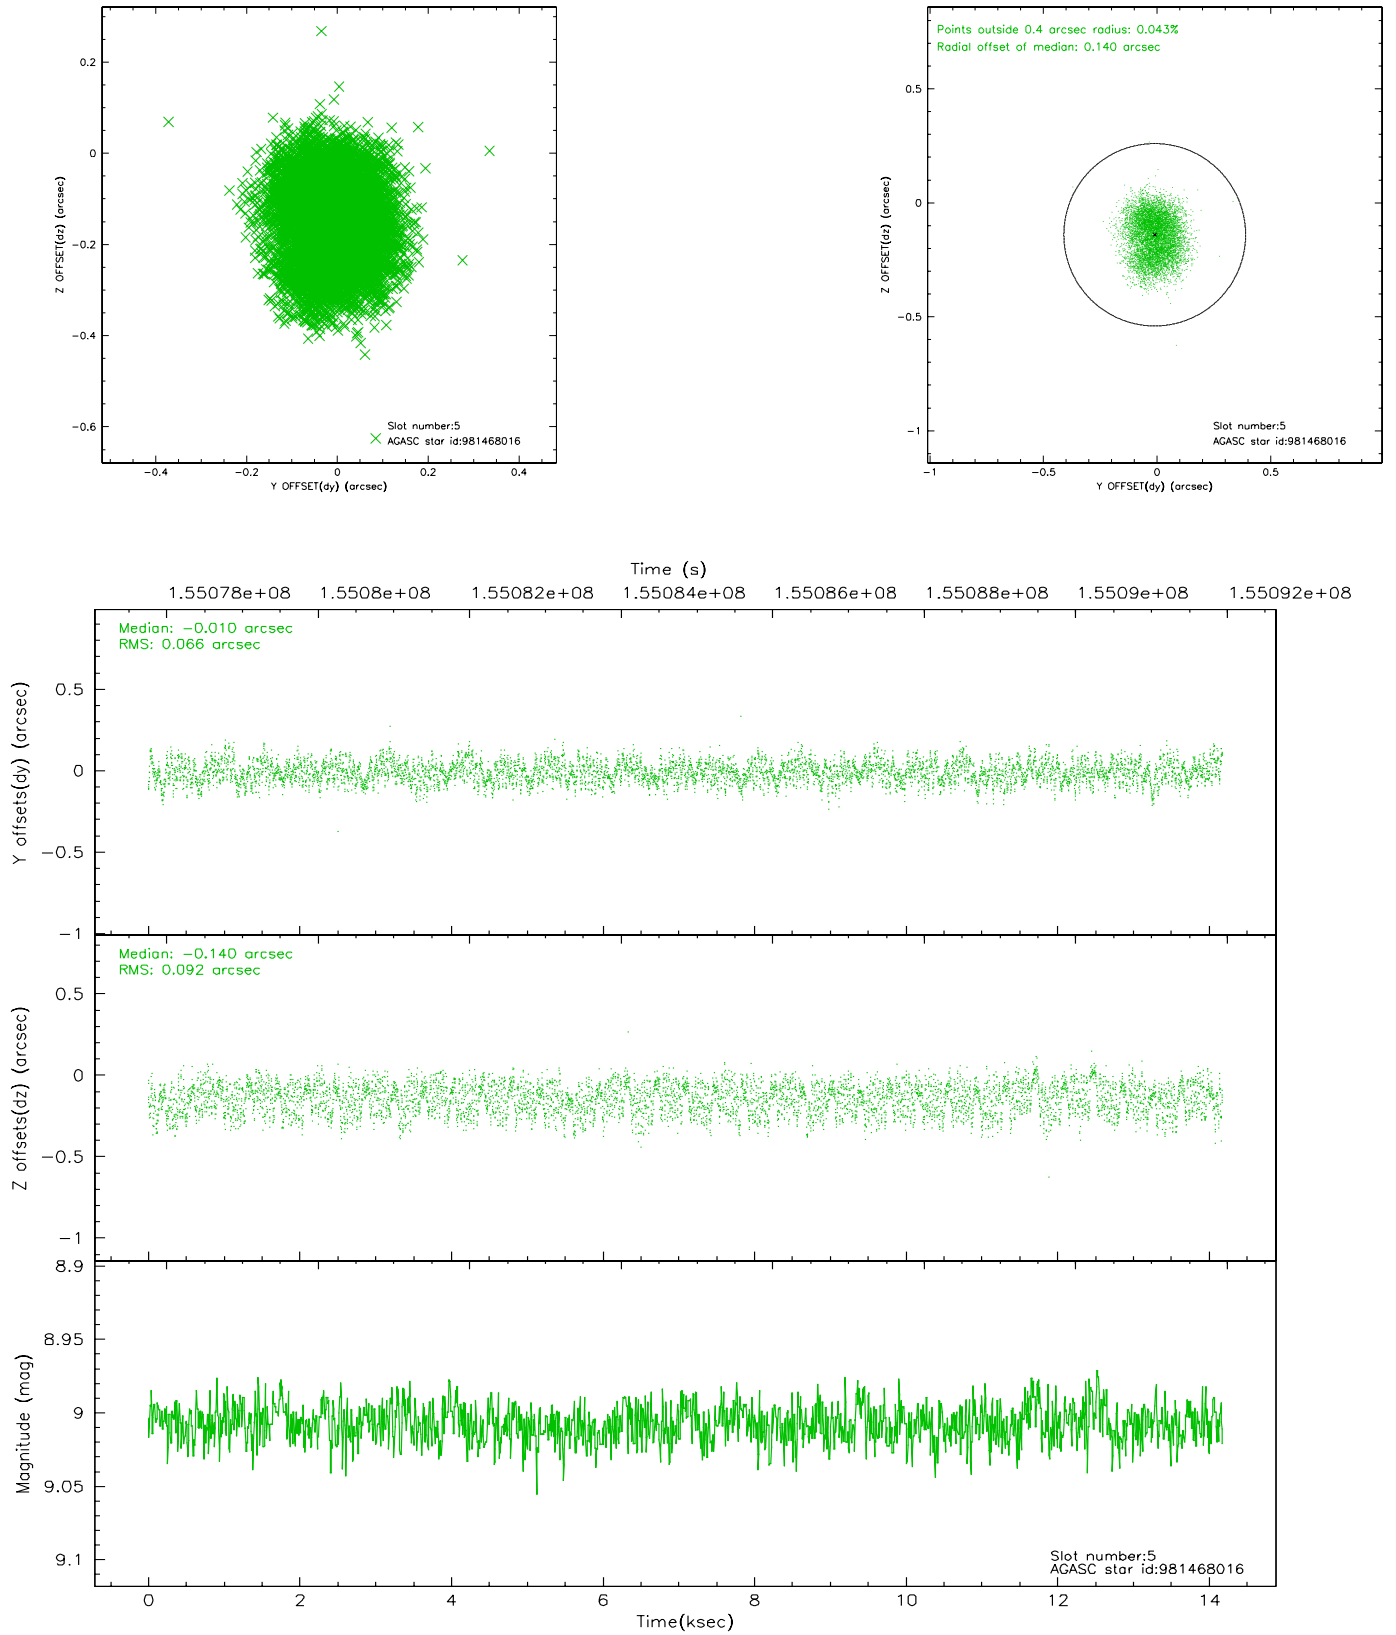 0.2
0
−0.2
−0.4
−0.6
Z OFFSET(dz) (arcsec)
Slot number:5
AGASC star id:981468016
−0.4
−0.2
0
0.2
0.4
Y OFFSET(dy) (arcsec)
Points outside 0.4 arcsec radius: 0.043%
Radial offset of median: 0.140 arcsec
0.5
0
−0.5
−1
Z OFFSET(dz) (arcsec)
Slot number:5
AGASC star id:981468016
−1
−0.5
0
0.5
Y OFFSET(dy) (arcsec)
Time (s)
1.55078e+08
1.5508e+08
1.55082e+08
1.55084e+08
1.55086e+08
1.55088e+08
1.5509e+08
1.55092e+08
Median: −0.010 arcsec
RMS: 0.066 arcsec
0.5
0
−0.5
−1
Y offsets(dy) (arcsec)
Median: −0.140 arcsec
RMS: 0.092 arcsec
0.5
0
−0.5
−1
Z offsets(dz) (arcsec)
8.9
8.95
9
9.05
9.1
Magnitude (mag)
Slot number:5
AGASC star id:981468016
0
2
4
6
8
10
12
14
Time(ksec)